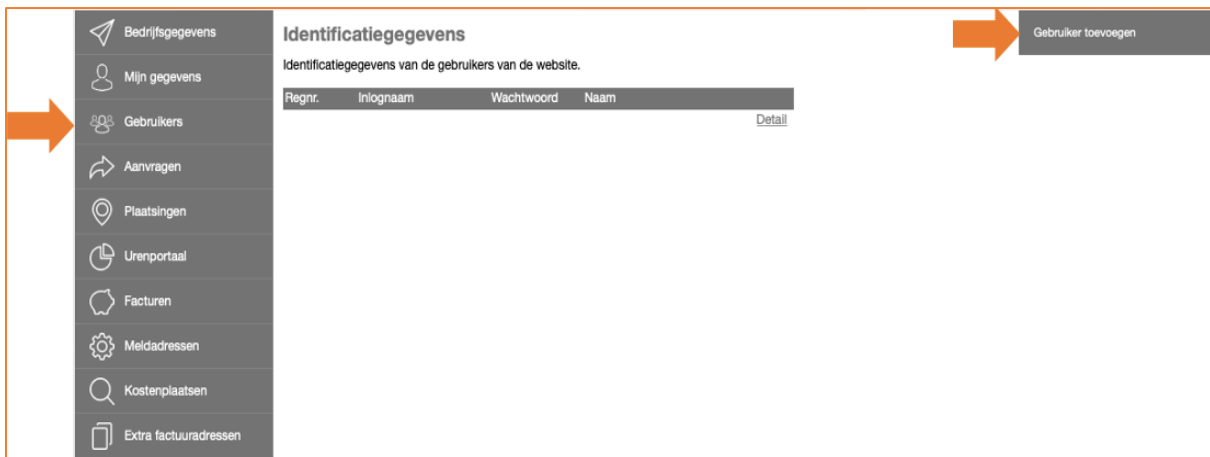 Bedrijfsgegevens
Mijn gegevens
Gebruikers
Aanvragen
Plaatsingen
Urenportaal
Facturen
Meldadressen
Kostenplaatsen
Extra factuuradressen
Identificatiegegevens
Identificatiegegevens van de gebruikers van de website.
Regnr. Inlognaam Wachtwoord Naam
Detail
Gebruiker toevoegen